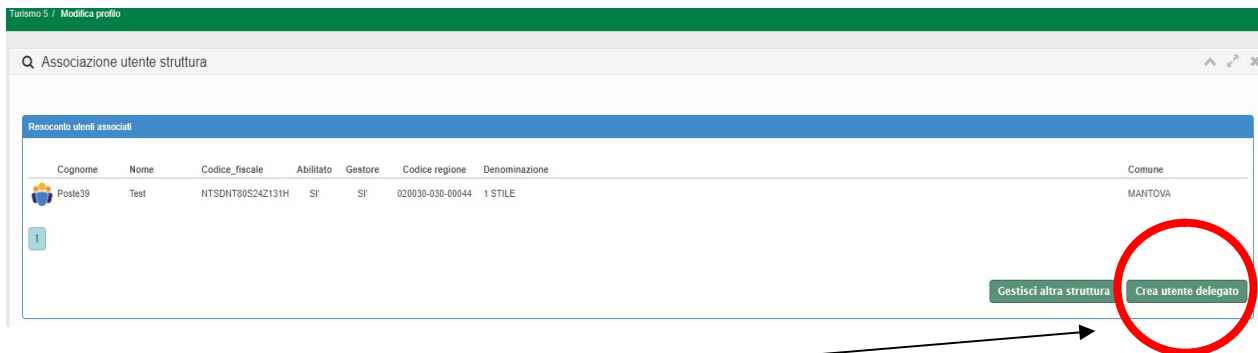 Turismo 5 / Modifica profilo
Associazione utente struttura
Resoconto utenti associati
Cognome Nome Codice_fiscale Abilitato Gestore Codice regione Denominazione Comune
Poste39 Test NTSDNT80S24Z131H SI' SI' 020030-030-00044 1 STILE MANTOVA
1
Gestisci altra struttura Crea utente delegato